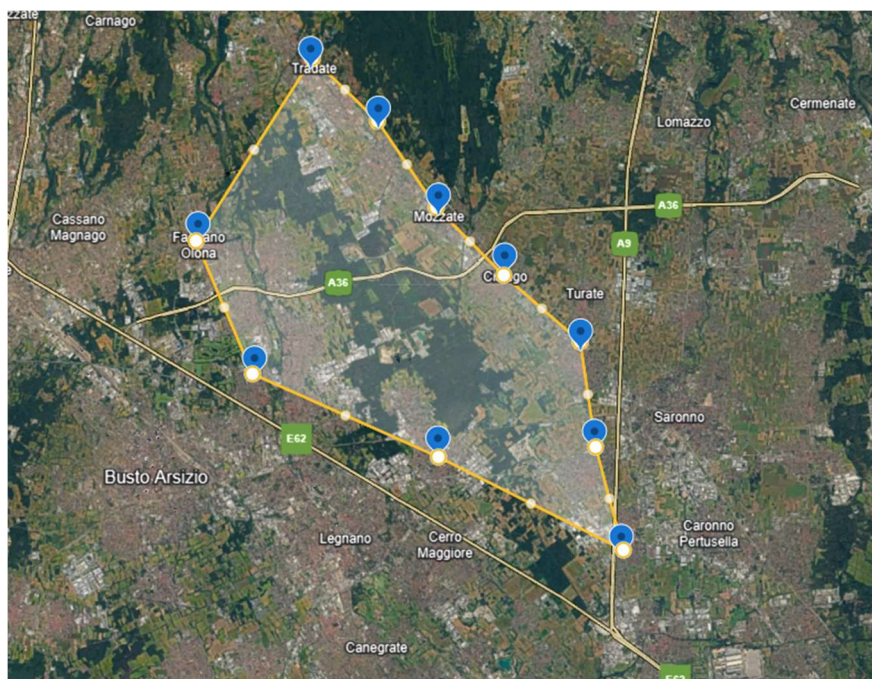 Carnago
Tradate
Cermenate
Lomazzo
A36
Cassano
Magnago
Mozzate
A9
Olona
A36
Turate
Saronno
E62
Busto Arsizio
Legnano
Cerro
Maggiore
Caronno
Pertusella
Canegrate